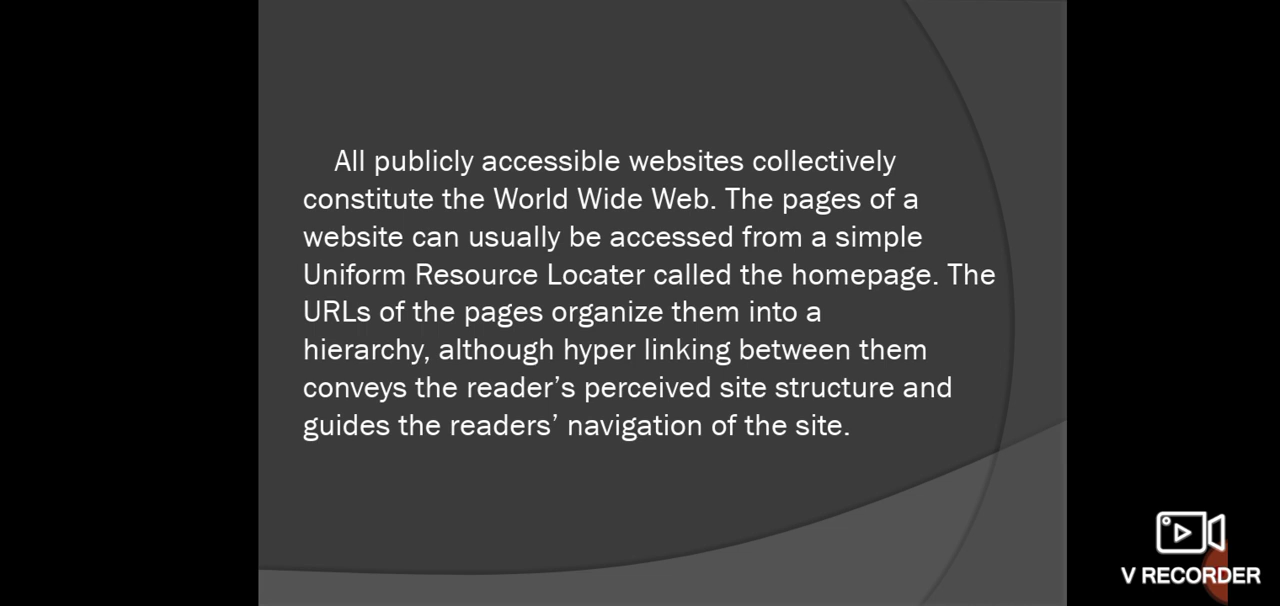 All publicly accessible websites collectively
constitute the World Wide Web. The pages of a
website can usually be accessed from a simple
Uniform Resource Locater called the homepage. The
URLs of the pages organize them into a
hierarchy, although hyper linking between them
conveys the reader’s perceived site structure and
guides the readers’ navigation of the site.
V RECORDER